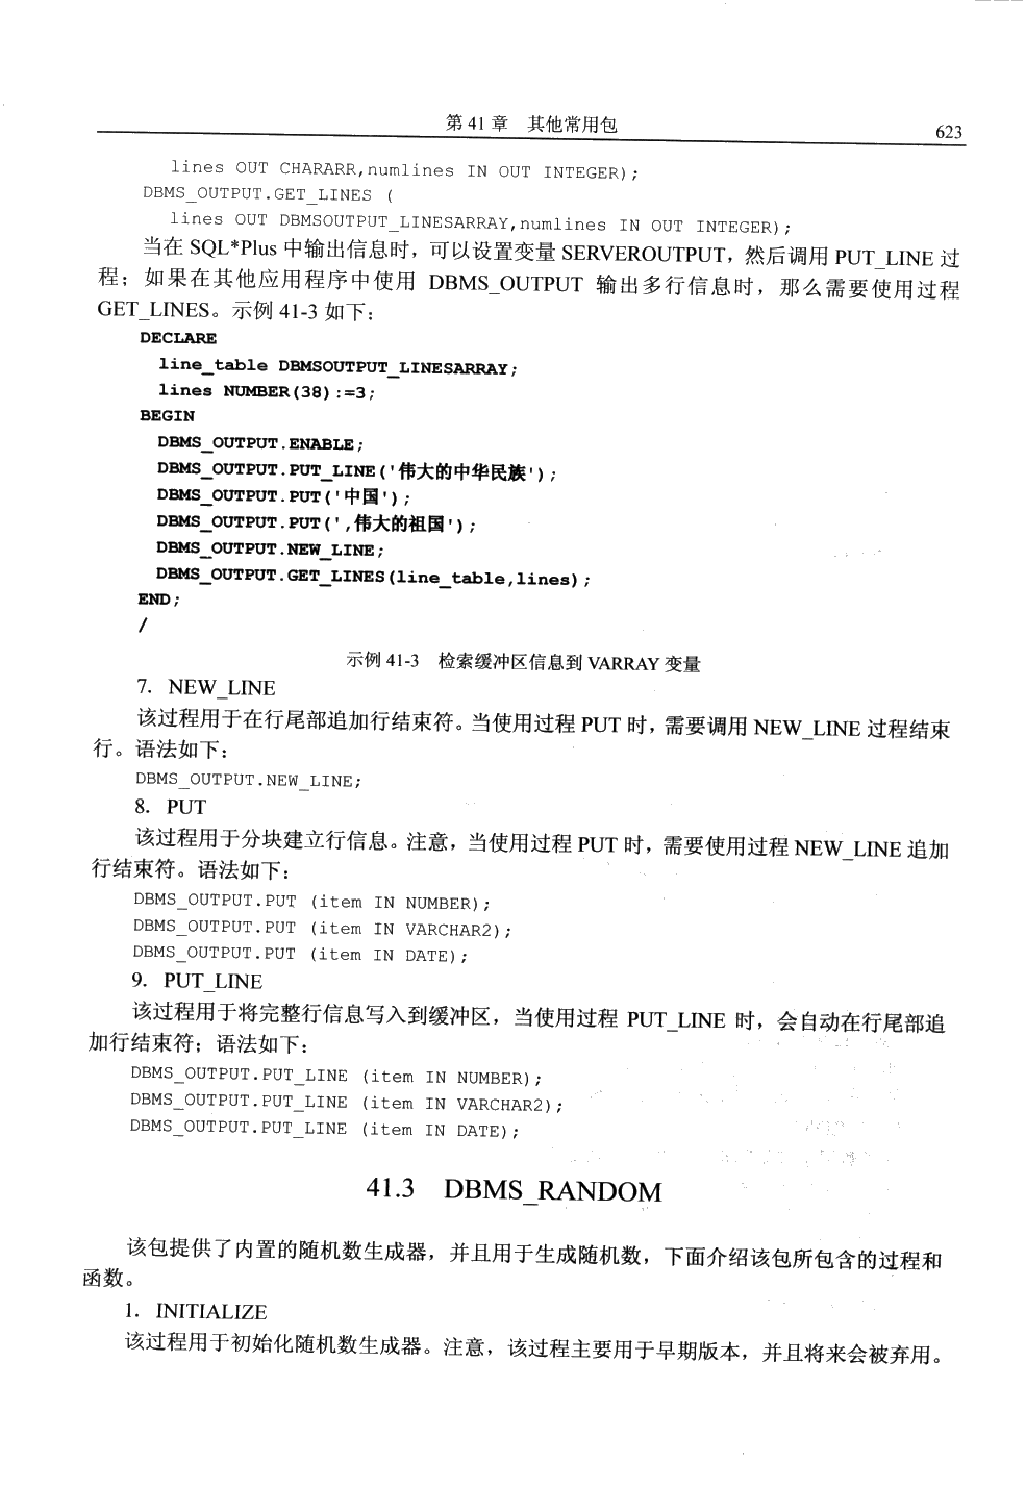 第 41 章　其他常用包
623
lines OUT CHARARR,numlines IN OUT INTEGER);
DBMS_OUTPUT.GET_LINES (
lines OUT DBMSOUTPUT_LINESARRAY,numlines IN OUT INTEGER);
当在 SQL*Plus 中输出信息时，可以设置变量 SERVEROUTPUT，然后调用 PUT_LINE 过
程；如果在其他应用程序中使用 DBMS_OUTPUT 输出多行信息时，那么需要使用过程
GET_LINES。示例 41-3 如下：
DECLARE
line_table DBMSOUTPUT_LINESARRAY;
lines NUMBER(38):=3;
BEGIN
DBMS_OUTPUT.ENABLE;
DBMS_OUTPUT.PUT_LINE('伟大的中华民族');
DBMS_OUTPUT.PUT('中国');
DBMS_OUTPUT.PUT(',伟大的祖国');
DBMS_OUTPUT.NEW_LINE;
DBMS_OUTPUT.GET_LINES(line_table,lines);
END;
/
示例 41-3　检索缓冲区信息到 VARRAY 变量
7．NEW_LINE
该过程用于在行尾部追加行结束符。当使用过程 PUT 时，需要调用 NEW_LINE 过程结束
行。语法如下：
DBMS_OUTPUT.NEW_LINE;
8．PUT
该过程用于分块建立行信息。注意，当使用过程 PUT 时，需要使用过程 NEW_LINE 追加
行结束符。语法如下：
DBMS_OUTPUT.PUT (item IN NUMBER);
DBMS_OUTPUT.PUT (item IN VARCHAR2);
DBMS_OUTPUT.PUT (item IN DATE);
9．PUT_LINE
该过程用于将完整行信息写入到缓冲区，当使用过程 PUT_LINE 时，会自动在行尾部追
加行结束符；语法如下：
DBMS_OUTPUT.PUT_LINE (item IN NUMBER);
DBMS_OUTPUT.PUT_LINE (item IN VARCHAR2);
DBMS_OUTPUT.PUT_LINE (item IN DATE);
41.3　DBMS_RANDOM
该包提供了内置的随机数生成器，并且用于生成随机数，下面介绍该包所包含的过程和
函数。
1．INITIALIZE
该过程用于初始化随机数生成器。注意，该过程主要用于早期版本，并且将来会被弃用。